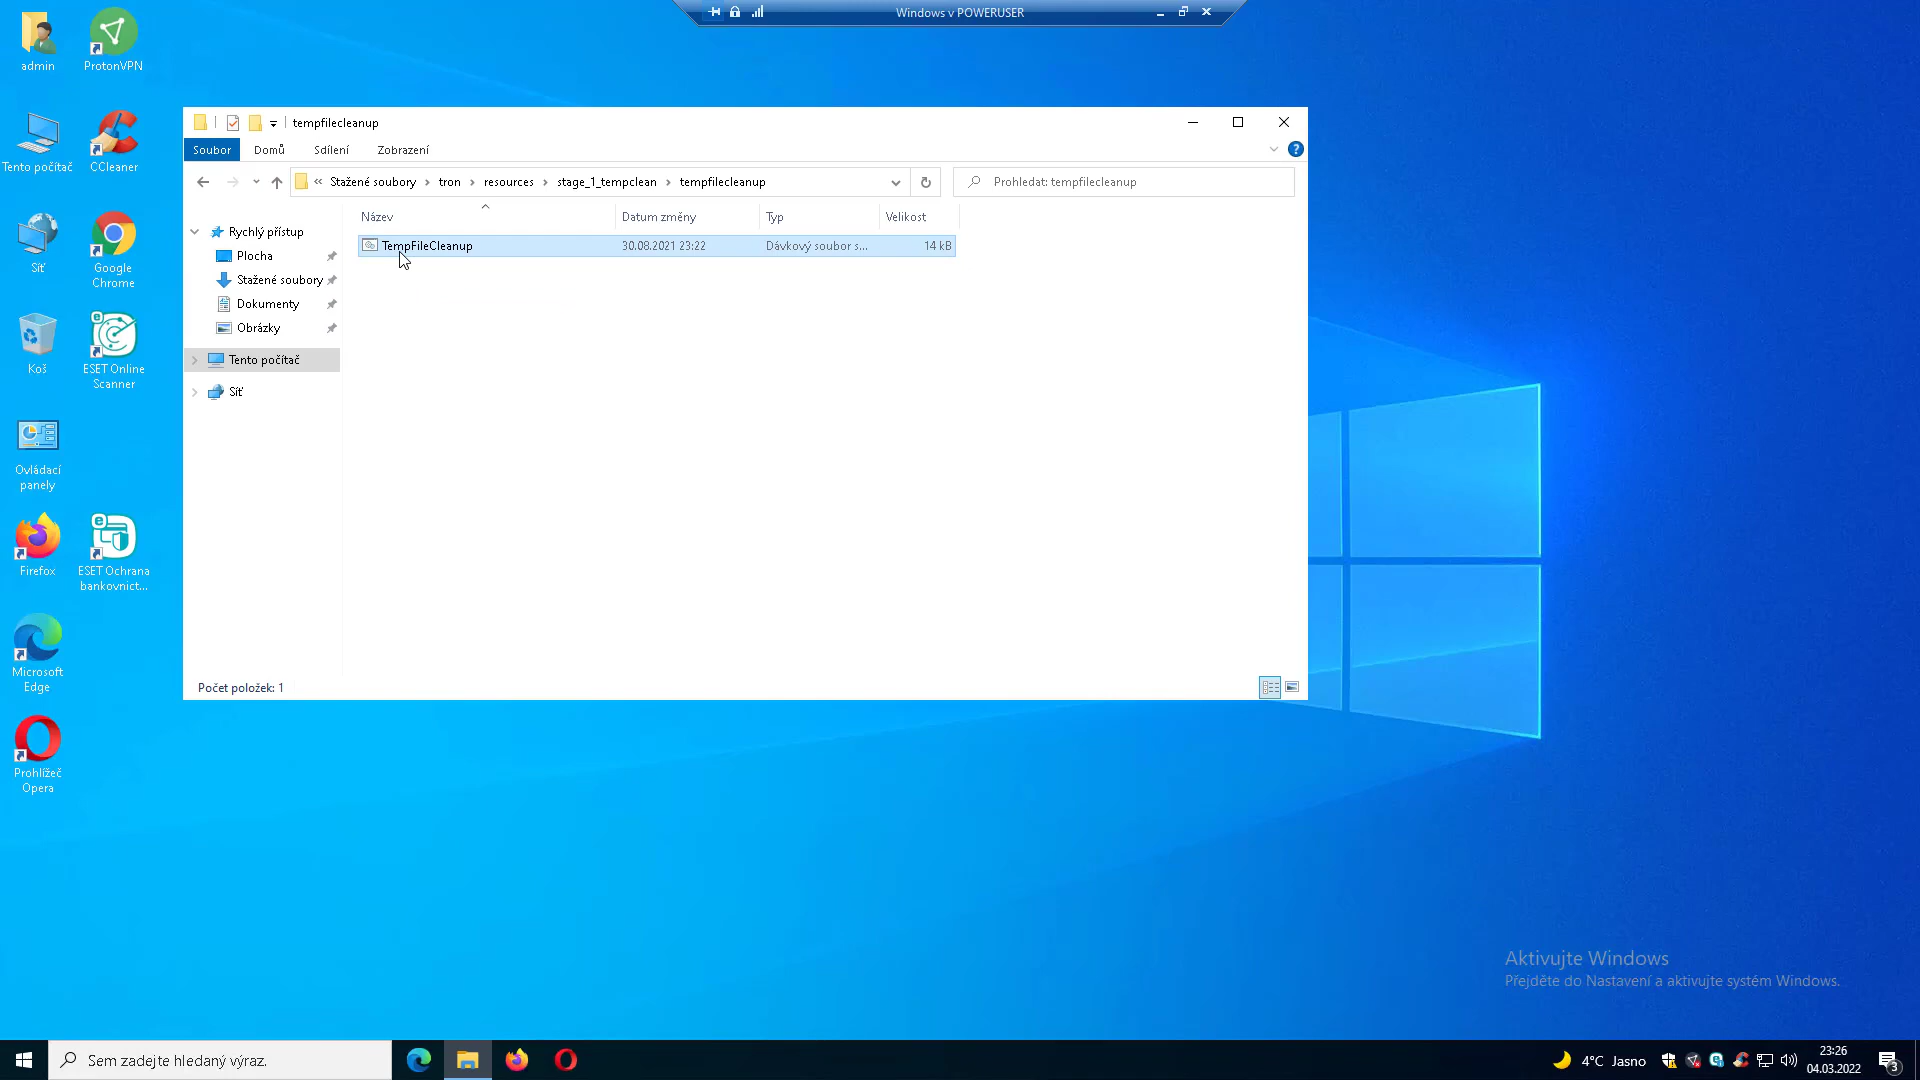 Windows v POWERUSER
admin
ProtonVPN
Tento počítač
CCleaner
Síť
Google
Chrome
Koš
ESET Online
Scanner
Ovládací
panely
Firefox
ESET Ochrana
bankovnict...
Microsoft
Edge
Prohlížeč
Opera
tempfilecleanup
Soubor
Domů
Sdílení
Zobrazení
?
« Stažené soubory › tron › resources › stage_1_tempclean › tempfilecleanup
Prohledat: tempfilecleanup
Název
Datum změny
Typ
Velikost
Rychlý přístup
Plocha
Stažené soubory
Dokumenty
Obrázky
Tento počítač
Síť
TempFileCleanup
30.08.2021 23:22
Dávkový soubor s...
14 kB
Počet položek: 1
Aktivujte Windows
Přejděte do Nastavení a aktivujte systém Windows.
Sem zadejte hledaný výraz.
4°C Jasno
23:26
04.03.2022
3